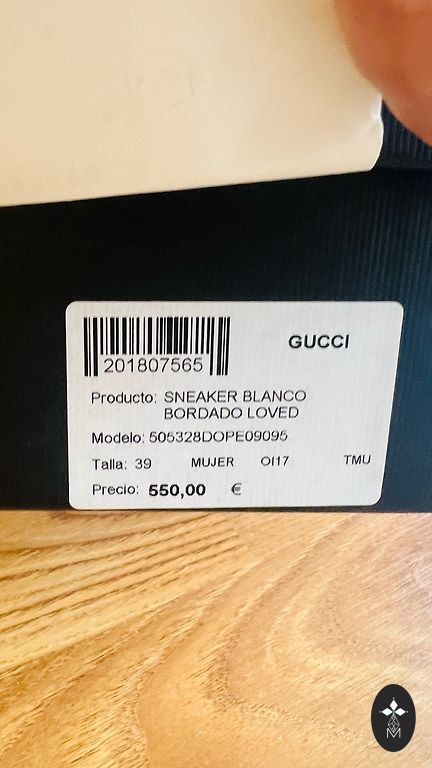 201807565
GUCCI
Producto: SNEAKER BLANCO
BORDADO LOVED
Modelo: 505328DOPE09095
Talla: 39 MUJER OI17 TMU
Precio: 550,00 €
M